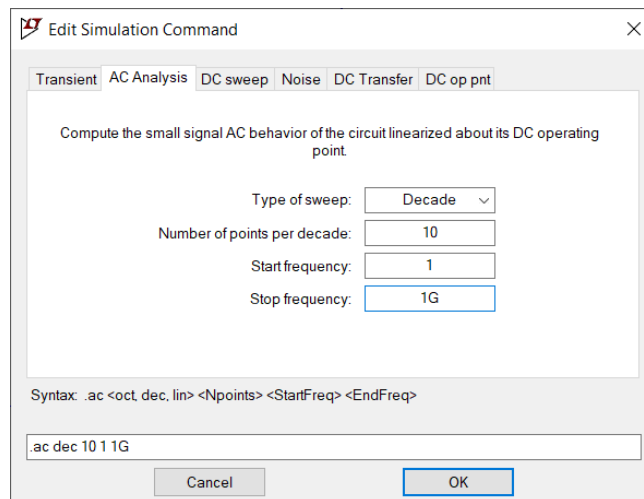 Edit Simulation Command
Transient AC Analysis DC sweep Noise DC Transfer DC op pnt
Compute the small signal AC behavior of the circuit linearized about its DC operating
point.
Type of sweep: Decade
Number of points per decade: 10
Start frequency: 1
Stop frequency: 1G
Syntax: .ac <oct, dec, lin> <Npoints> <StartFreq> <EndFreq>
.ac dec 10 1 1G
Cancel OK